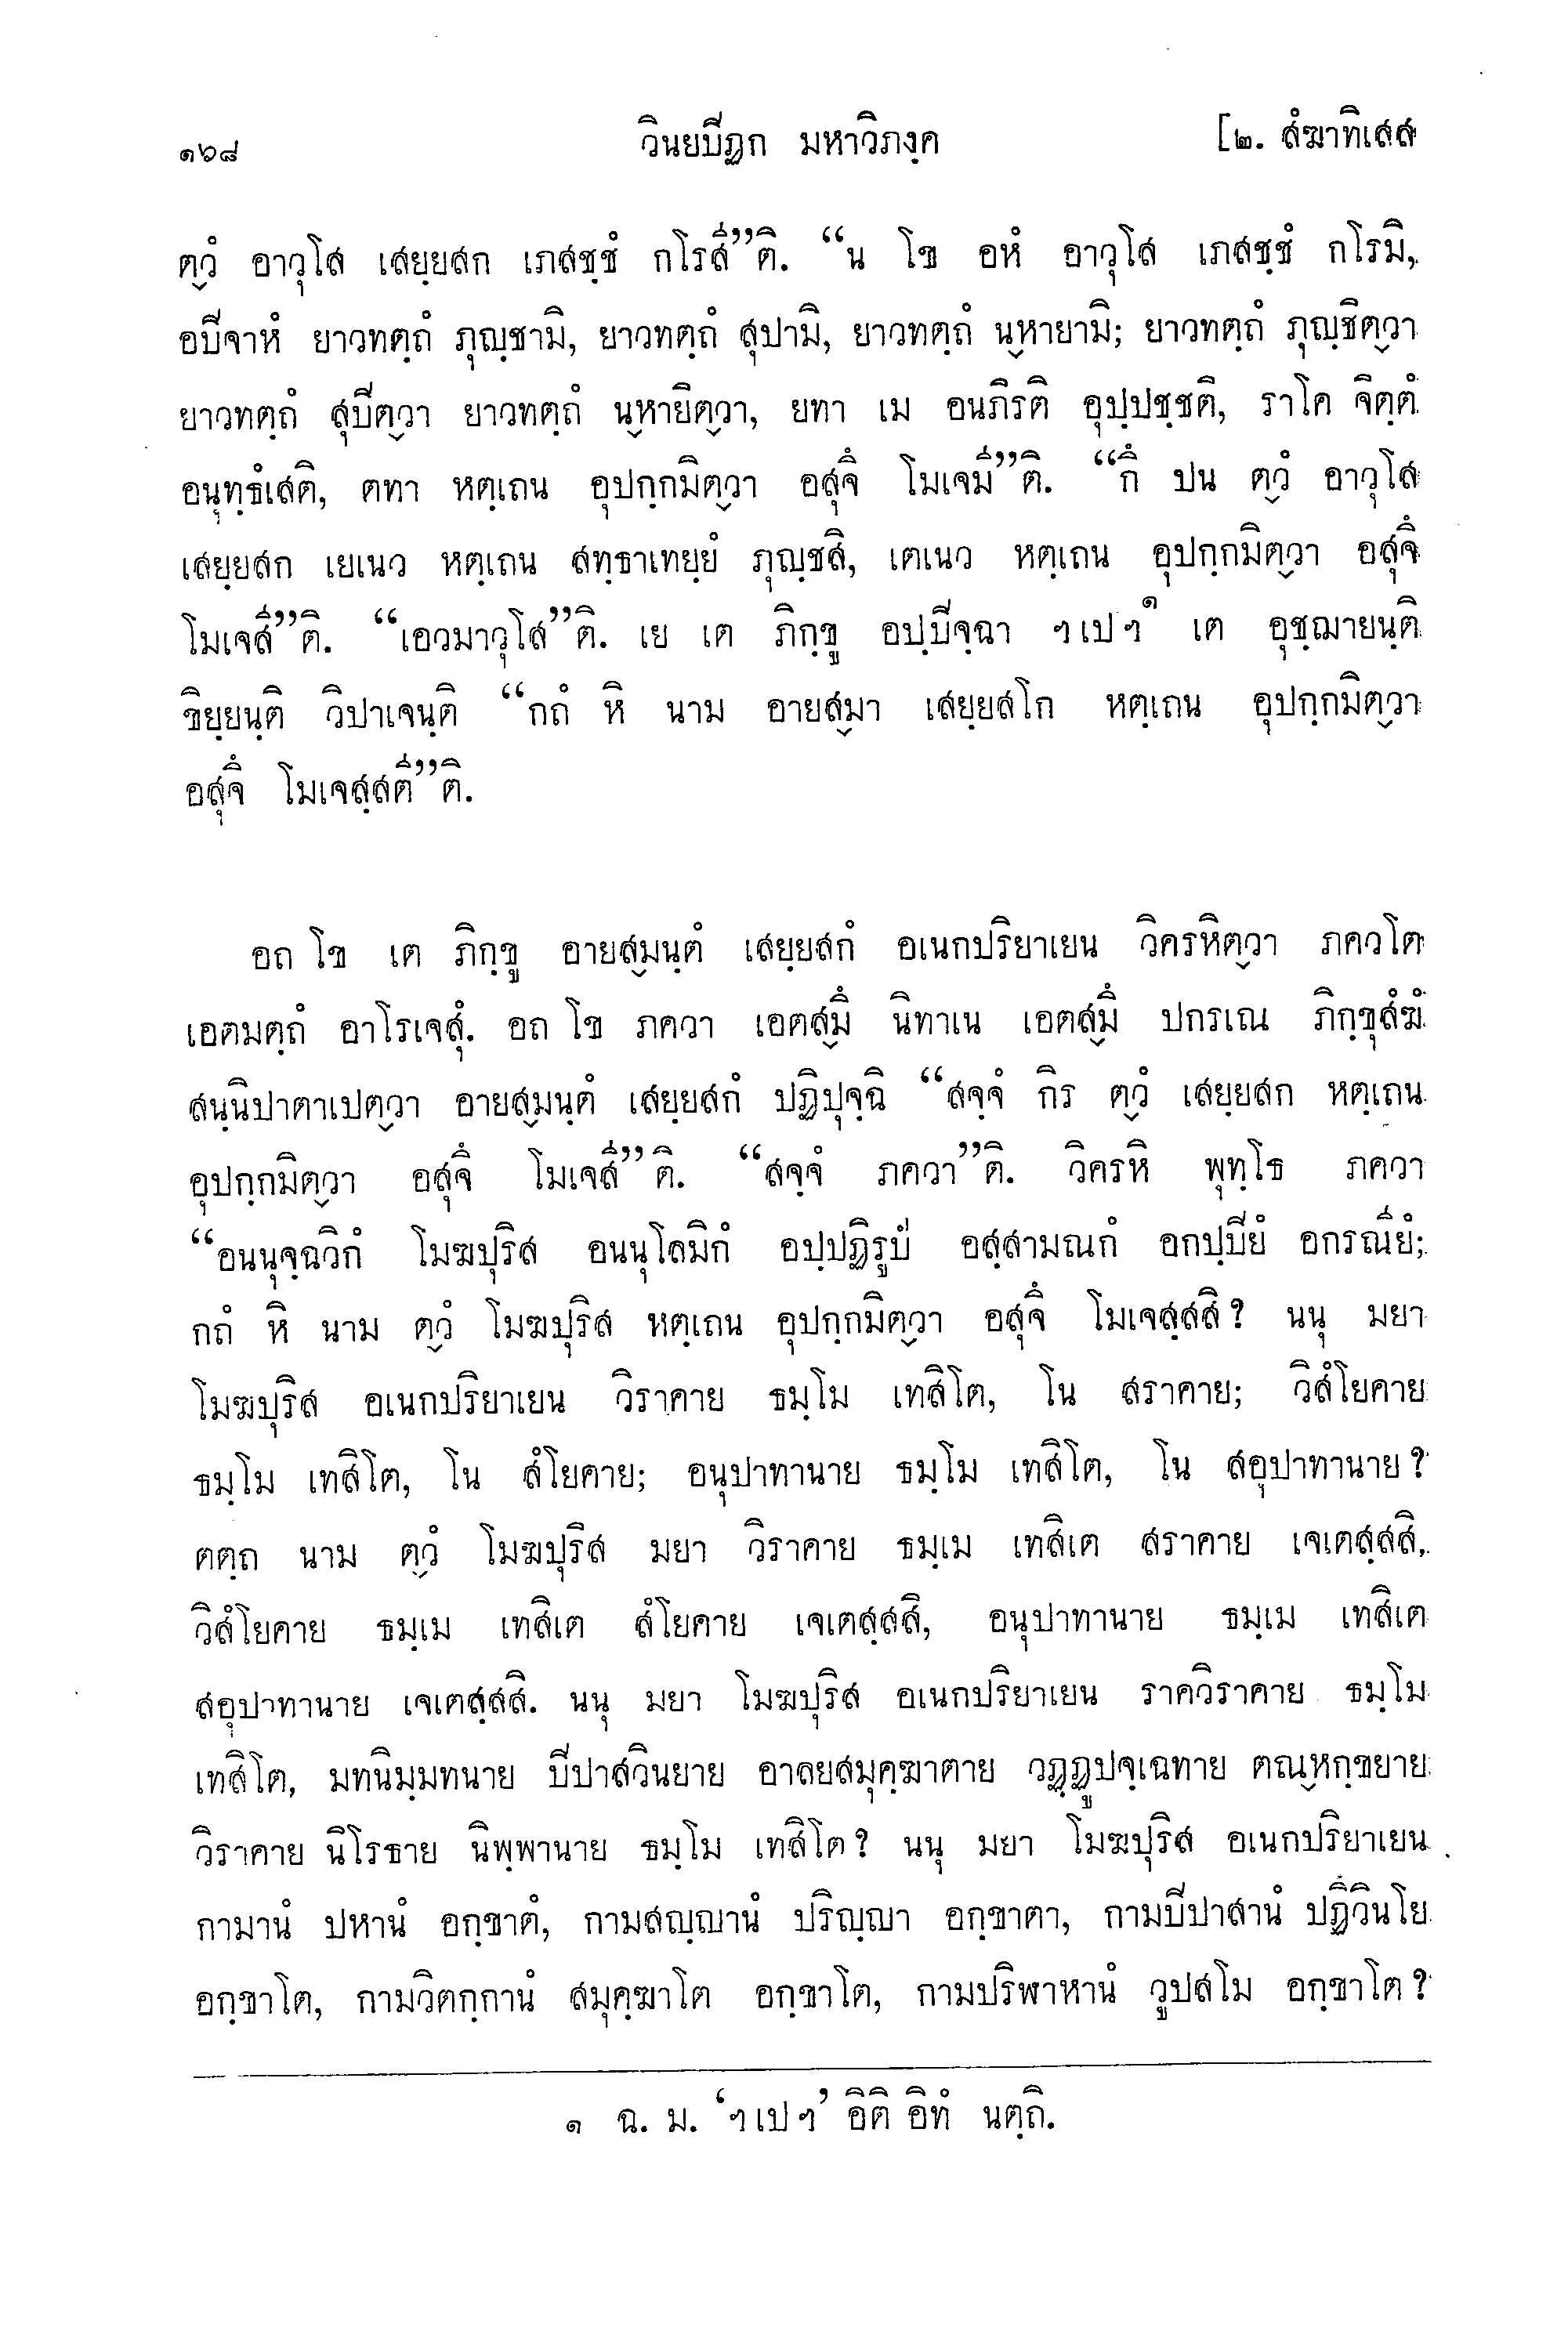 ๑๖๘ วินยปิฏก มหาวิภงฺค [๒. สํฆาทิเสส
ตฺวํ อาวุโส เสยฺยสก เภสชฺชํ กโรสี”ติ. “น โข อหํ อาวุโส เภสชฺชํ กโรมิ,
อปิจาหํ ยาวทตฺถํ ภุญฺชามิ, ยาวทตฺถํ สุปามิ, ยาวทตฺถํ นฺหายามิ; ยาวทตฺถํ ภุญฺชิตฺวา
ยาวทตฺถํ สุปิตฺวา ยาวทตฺถํ นฺหายิตฺวา, ยทา เม อนภิรติ อุปฺปชฺชติ, ราโค จิตฺตํ
อนุทฺธํเสติ, ตทา หตฺเถน อุปกฺกมิตฺวา อสุจึ โมเจมี”ติ. “กึ ปน ตฺวํ อาวุโส
เสยฺยสก เยเนว หตฺเถน สทฺธาเทยฺยํ ภุญฺชสิ, เตเนว หตฺเถน อุปกฺกมิตฺวา อสุจึ
โมเจสี”ติ. “เอวมาวุโส”ติ. เย เต ภิกฺขู อปฺปิจฺฉา ฯเปฯ๑ เต อุชฺฌายนฺติ
ขิยฺยนฺติ วิปาเจนฺติ “กถํ หิ นาม อายสฺมา เสยฺยสโก หตฺเถน อุปกฺกมิตฺวา
อสุจึ โมเจสฺสตี”ติ.
อถ โข เต ภิกฺขู อายสฺมนฺตํ เสยฺยสกํ อเนกปริยาเยน วิครหิตฺวา ภควโต
เอตมตฺถํ อาโรเจสุํ. อถ โข ภควา เอตสฺมึ นิทาเน เอตสฺมึ ปกรเณ ภิกฺขุสํฆํ
สนฺนิปาตาเปตฺวา อายสฺมนฺตํ เสยฺยสกํ ปฏิปุจฺฉิ “สจฺจํ กิร ตฺวํ เสยฺยสก หตฺเถน
อุปกฺกมิตฺวา อสุจึ โมเจสี”ติ. “สจฺจํ ภควา”ติ. วิครหิ พุทฺโธ ภควา
“อนนุจฺฉวิกํ โมฆปุริส อนนุโลมิกํ อปฺปฏิรูปํ อสฺสามณกํ อกปฺปิยํ อกรณียํ;
กถํ หิ นาม ตฺวํ โมฆปุริส หตฺเถน อุปกฺกมิตฺวา อสุจึ โมเจสฺสสิ? นนุ มยา
โมฆปุริส อเนกปริยาเยน วิราคาย ธมฺโม เทสิโต, โน สราคาย; วิสํโยคาย
ธมฺโม เทสิโต, โน สํโยคาย; อนุปาทานาย ธมฺโม เทสิโต, โน สอุปาทานาย?
ตตฺถ นาม ตฺวํ โมฆปุริส มยา วิราคาย ธมฺเม เทสิเต สราคาย เจเตสฺสสิ,
วิสํโยคาย ธมฺเม เทสิเต สํโยคาย เจเตสฺสสิ, อนุปาทานาย ธมฺเม เทสิเต
สอุปาทานาย เจเตสฺสสิ. นนุ มยา โมฆปุริส อเนกปริยาเยน ราควิราคาย ธมฺโม
เทสิโต, มทนิมฺมทนาย ปิปาสวินยาย อาลยสมุคฺฆาตาย วฏฺฏูปจฺเฉทาย ตณฺหกฺขยาย
วิราคาย นิโรธาย นิพฺพานาย ธมฺโม เทสิโต? นนุ มยา โมฆปุริส อเนกปริยาเยน
กามานํ ปหานํ อกฺขาตํ, กามสญฺญานํ ปริญฺญา อกฺขาตา, กามปิปาสานํ ปฏิวินโย
อกฺขาโต, กามวิตกฺกานํ สมุคฺฆาโต อกฺขาโต, กามปริฬาหานํ วูปสโม อกฺขาโต?
๑ ฉ. ม. ‘ฯเปฯ’ อิติ อิทํ นตฺถิ.